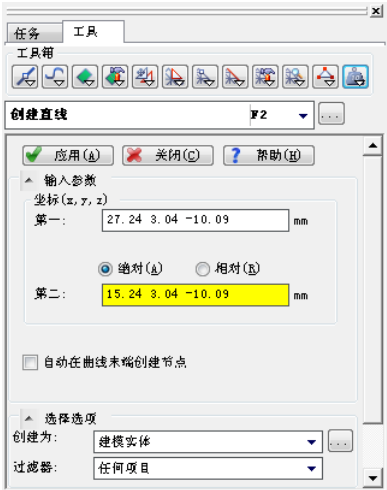 任务 工具
工具箱
创建直线 F2 ...
应用(A) 关闭(C) ? 帮助(H)
输入参数
坐标(x,y,z)
第一: 27.24 3.04 -10.09 mm
绝对(A) 相对(R)
第二: 15.24 3.04 -10.09 mm
自动在曲线末端创建节点
选择选项
创建为: 建模实体 ...
过滤器: 任何项目